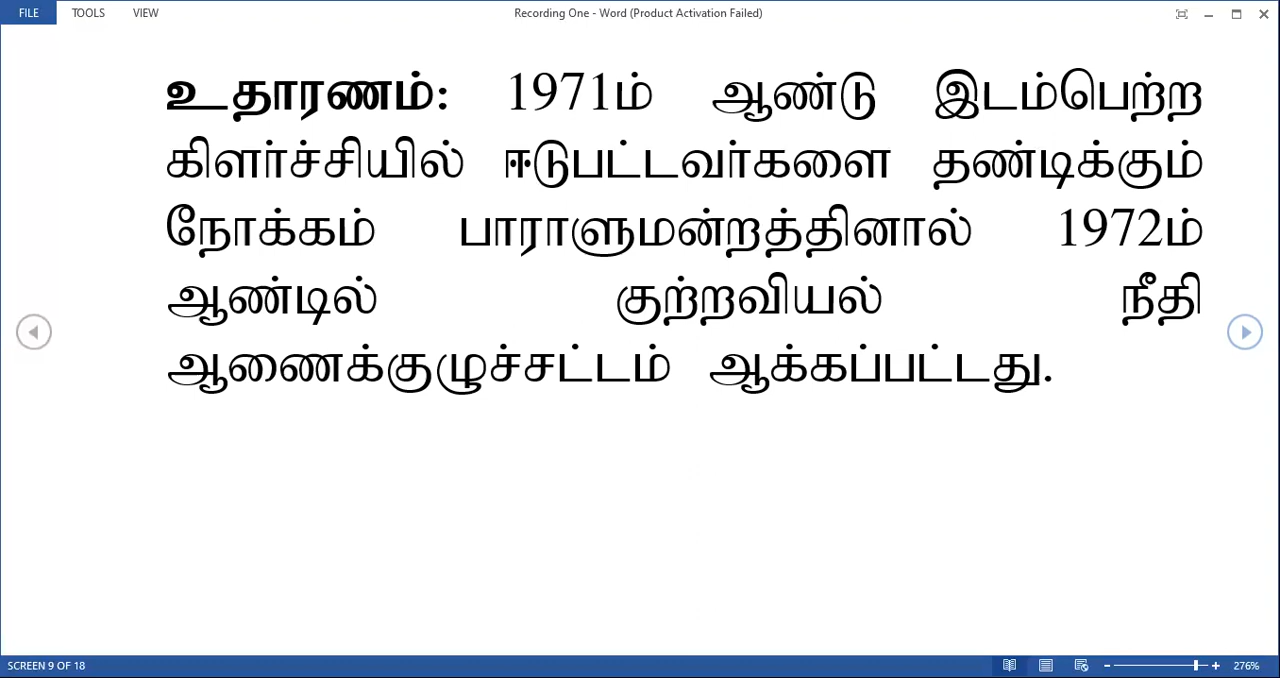 FILE TOOLS VIEW Recording One - Word (Product Activation Failed)
உதாரணம்: 1971ம் ஆண்டு இடம்பெற்ற
கிளர்ச்சியில் ஈடுபட்டவர்களை தண்டிக்கும்
நோக்கம் பாராளுமன்றத்தினால் 1972ம்
ஆண்டில் குற்றவியல் நீதி
ஆணைக்குழுச்சட்டம் ஆக்கப்பட்டது.
SCREEN 9 OF 18 276%